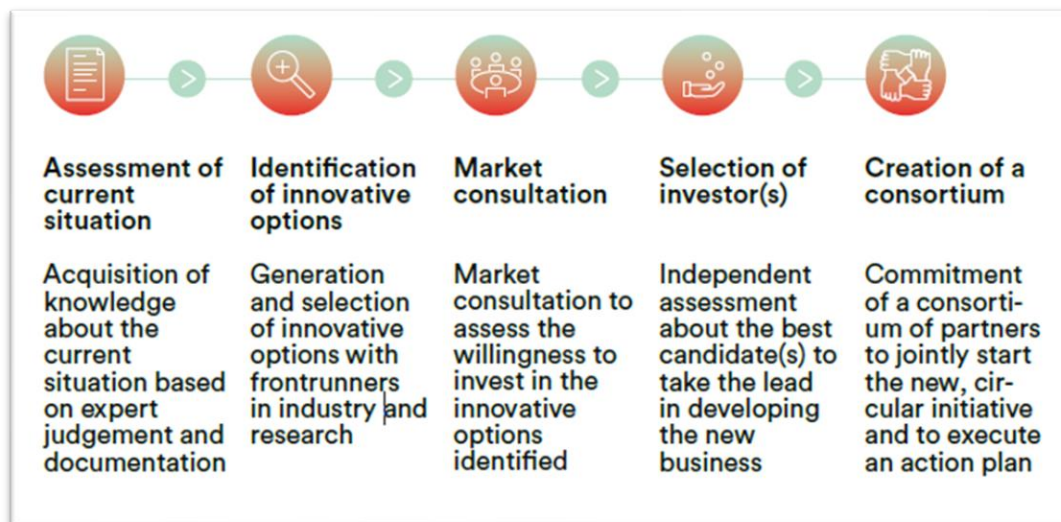 Assessment of
current
situation
Acquisition of
knowledge
about the
current
situation based
on expert
judgement and
documentation
Identification
of innovative
options
Generation
and selection
of innovative
options with
frontrunners
in industry and
research
Market
consultation
Market
consultation to
assess the
willingness to
invest in the
innovative
options
identified
Selection of
investor(s)
Independent
assessment
about the best
candidate(s) to
take the lead
in developing
the new
business
Creation of a
consortium
Commitment
of a consorti-
um of partners
to jointly start
the new, cir-
cular initiative
and to execute
an action plan